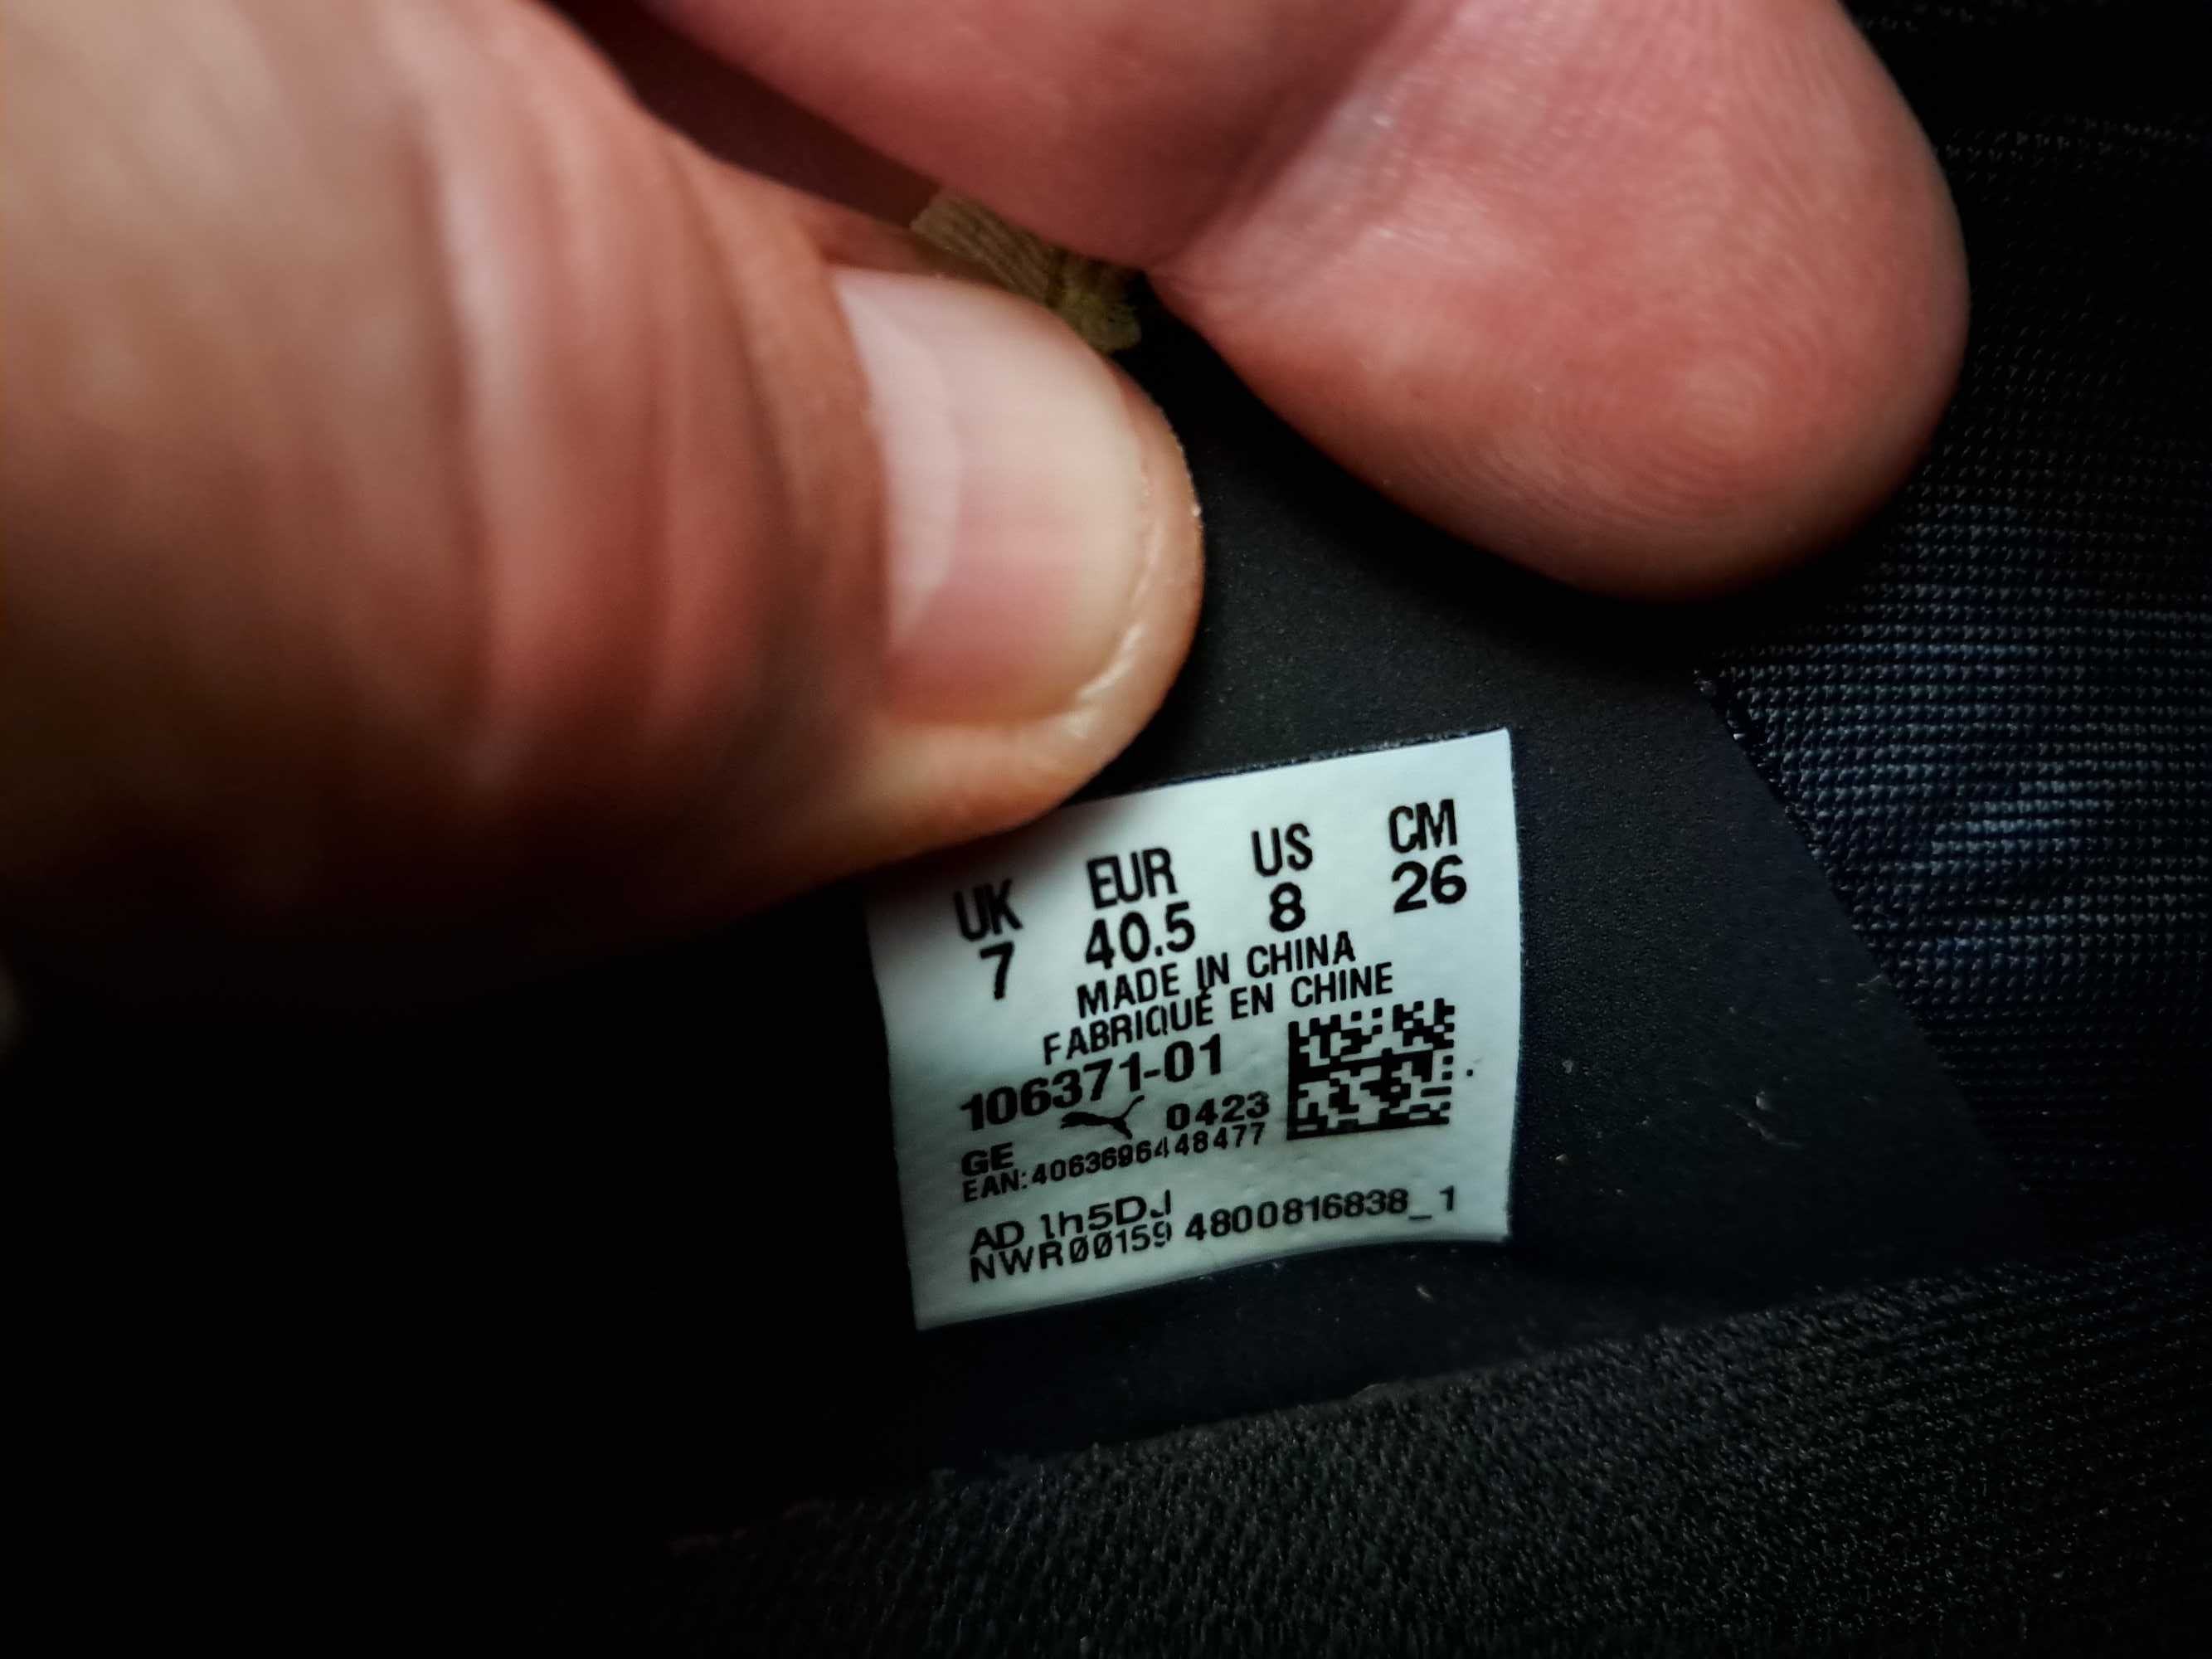 UK EUR US CM
7 40.5 8 26
MADE IN CHINA
FABRIQUÉ EN CHINE
106371-01
GE 0423
EAN:4063696448477
AD 1h5DJ
NWR00159 4800816838_1